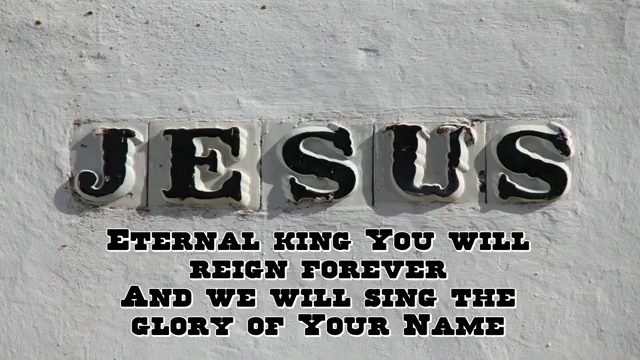 JESUS
Eternal king You will
reign forever
And we will sing the
glory of Your Name